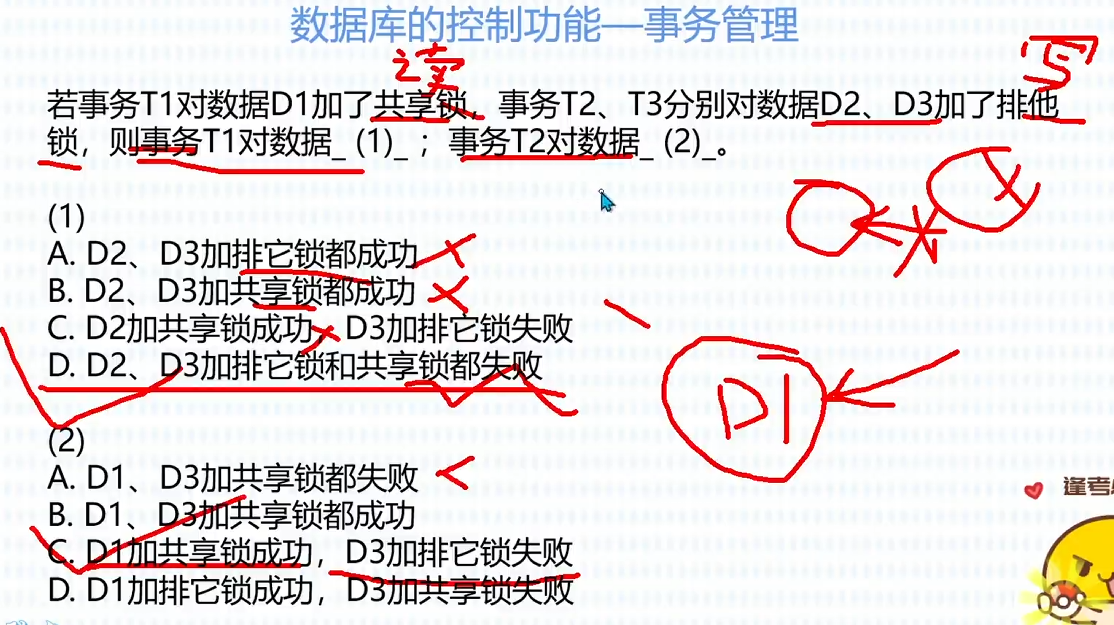 数据库的控制功能—事务管理
读
写
若事务T1对数据D1加了共享锁，事务T2、T3分别对数据D2、D3加了排他
锁，则事务T1对数据_（1)_；事务T2对数据_（2)_。
(1)
A. D2、D3加排它锁都成功
B. D2、D3加共享锁都成功
C. D2加共享锁成功，D3加排它锁失败
D. D2、D3加排它锁和共享锁都失败
D1
(2)
A. D1、D3加共享锁都失败
B. D1、D3加共享锁都成功
C. D1加共享锁成功，D3加排它锁失败
D. D1加排它锁成功，D3加共享锁失败
逢考